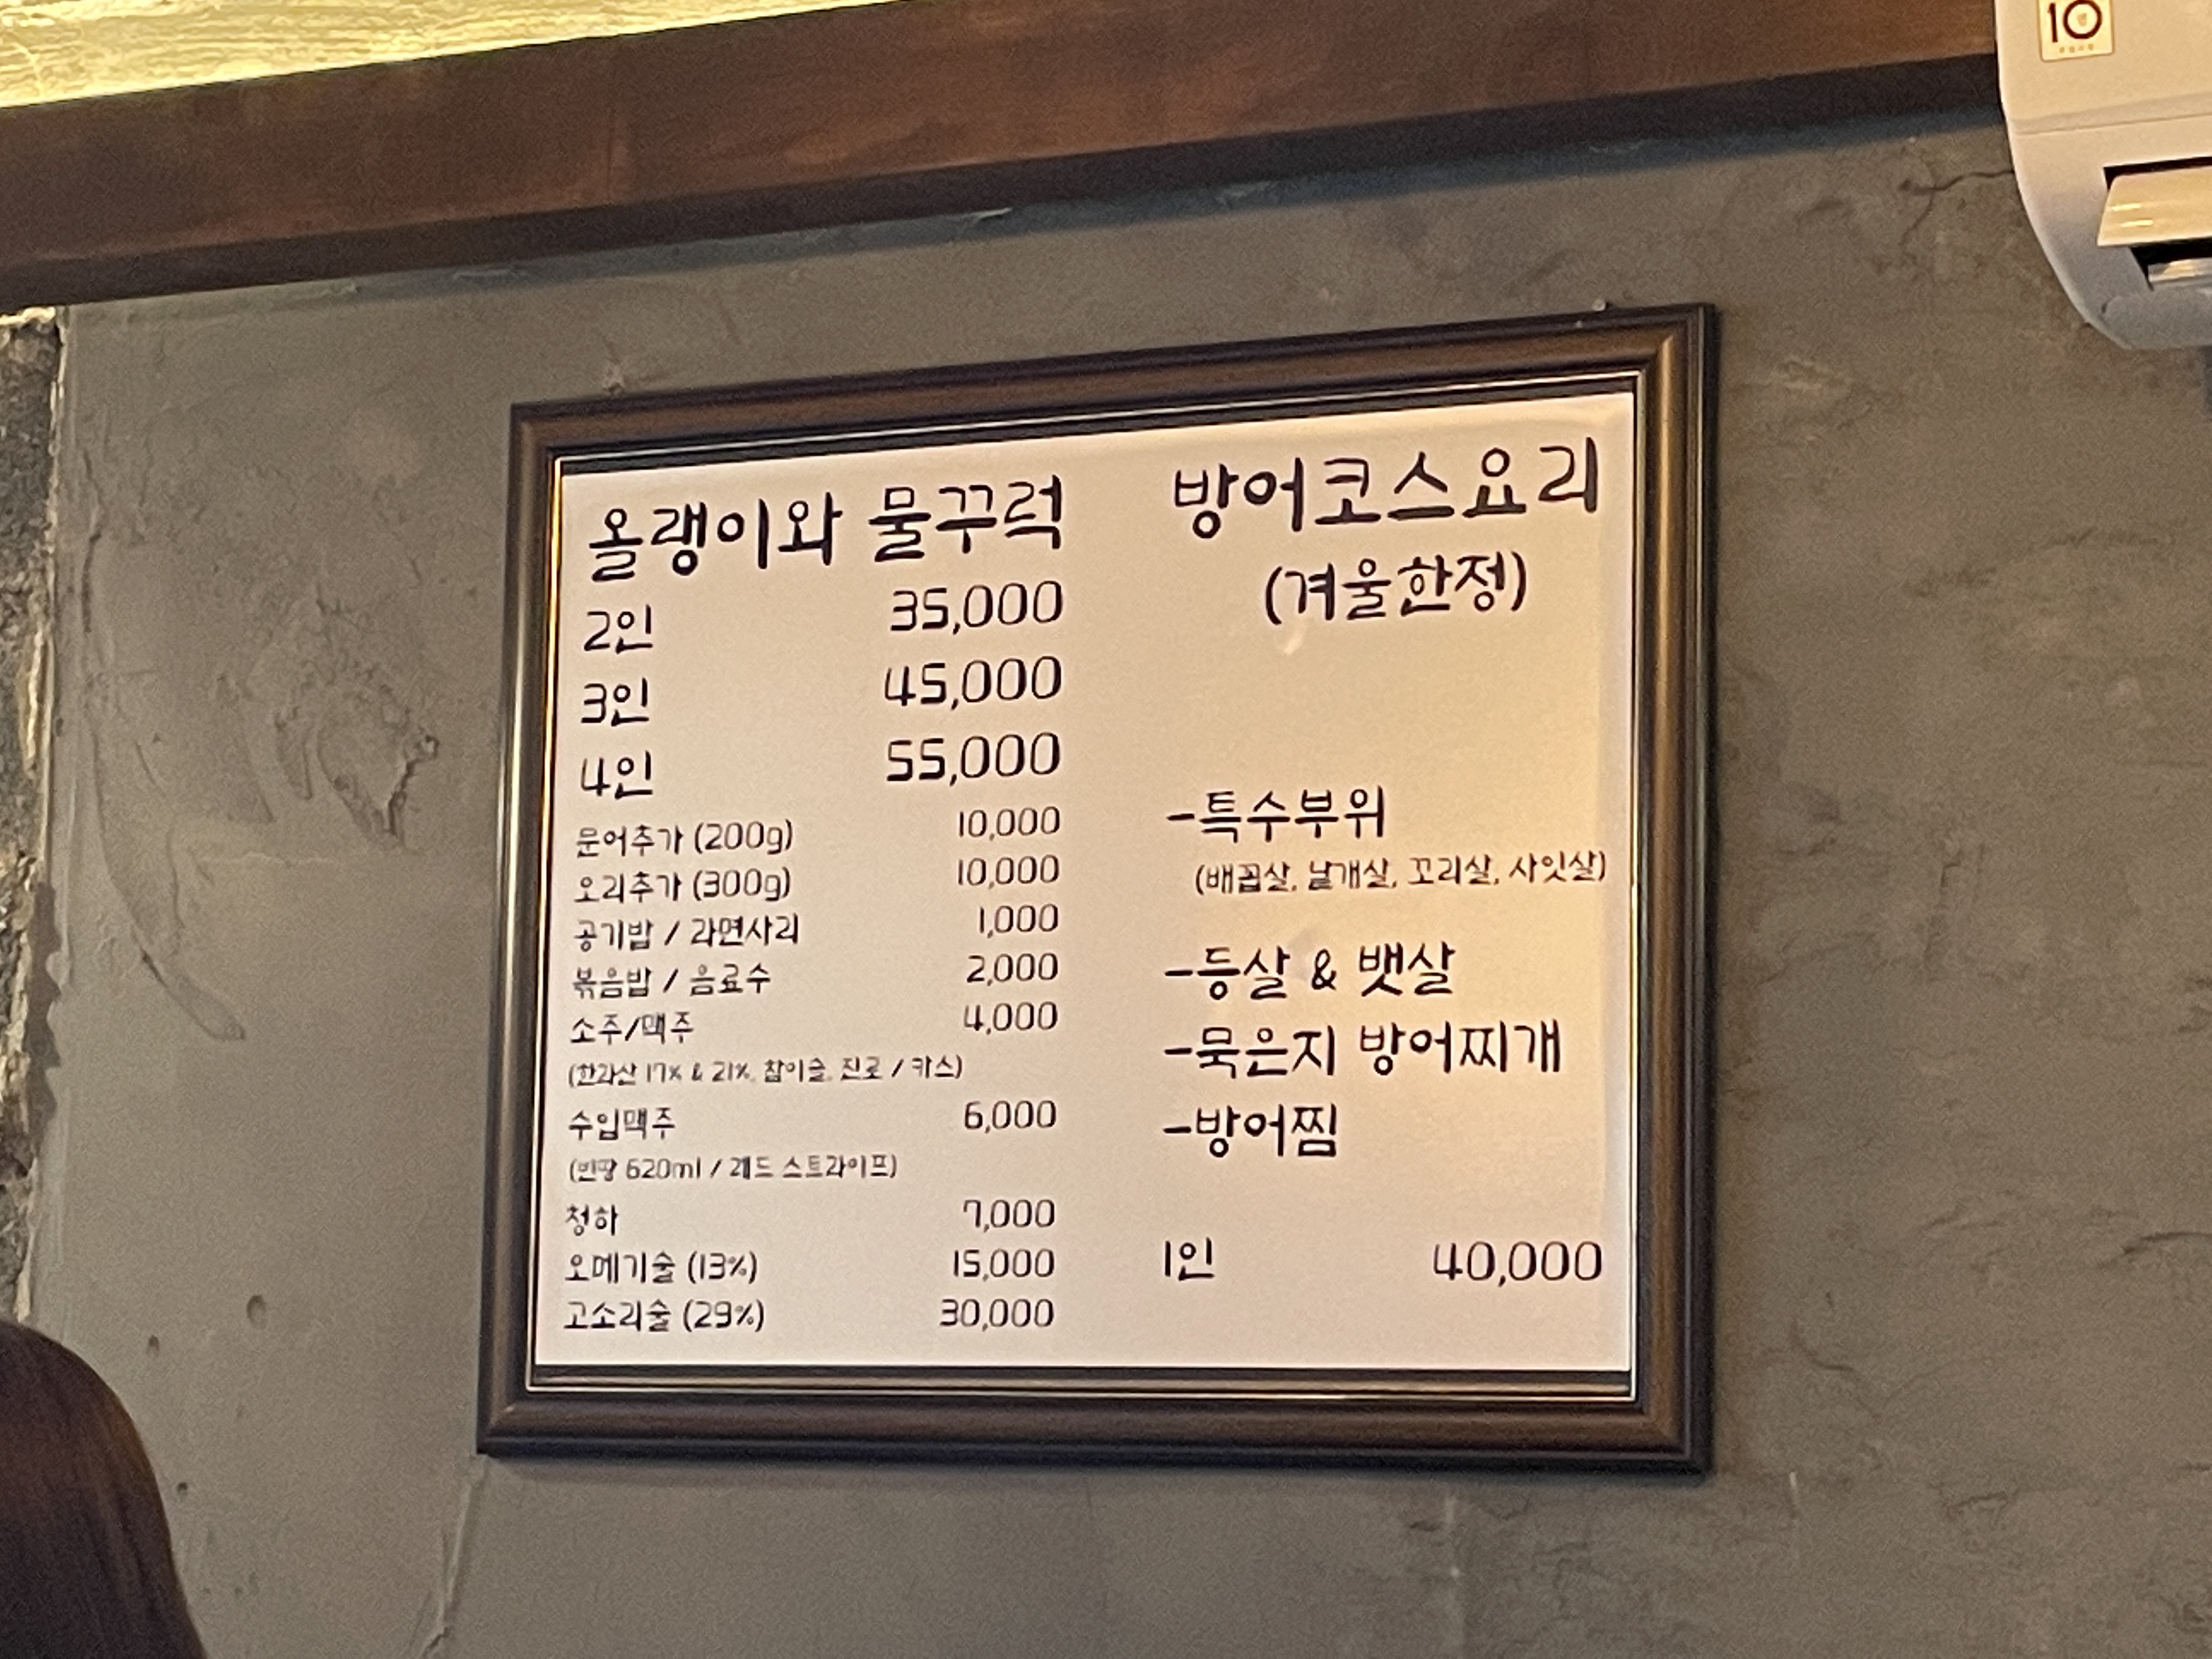 올랭이와 물꾸럭
2인 35,000
3인 45,000
4인 55,000
문어추가 (200g) 10,000
오리추가 (300g) 10,000
공기밥 / 라면사리 1,000
볶음밥 / 음료수 2,000
소주/맥주 4,000
(한라산 17% & 21%, 참이슬, 진로 / 카스)
수입맥주 6,000
(빈땅 620ml / 레드 스트라이프)
청하 7,000
오메기술 (13%) 15,000
고소리술 (29%) 30,000
방어코스요리
(겨울한정)
-특수부위
(배꼽살, 날개살, 꼬리살, 사잇살)
-등살 & 뱃살
-묵은지 방어찌개
-방어찜
1인 40,000
10